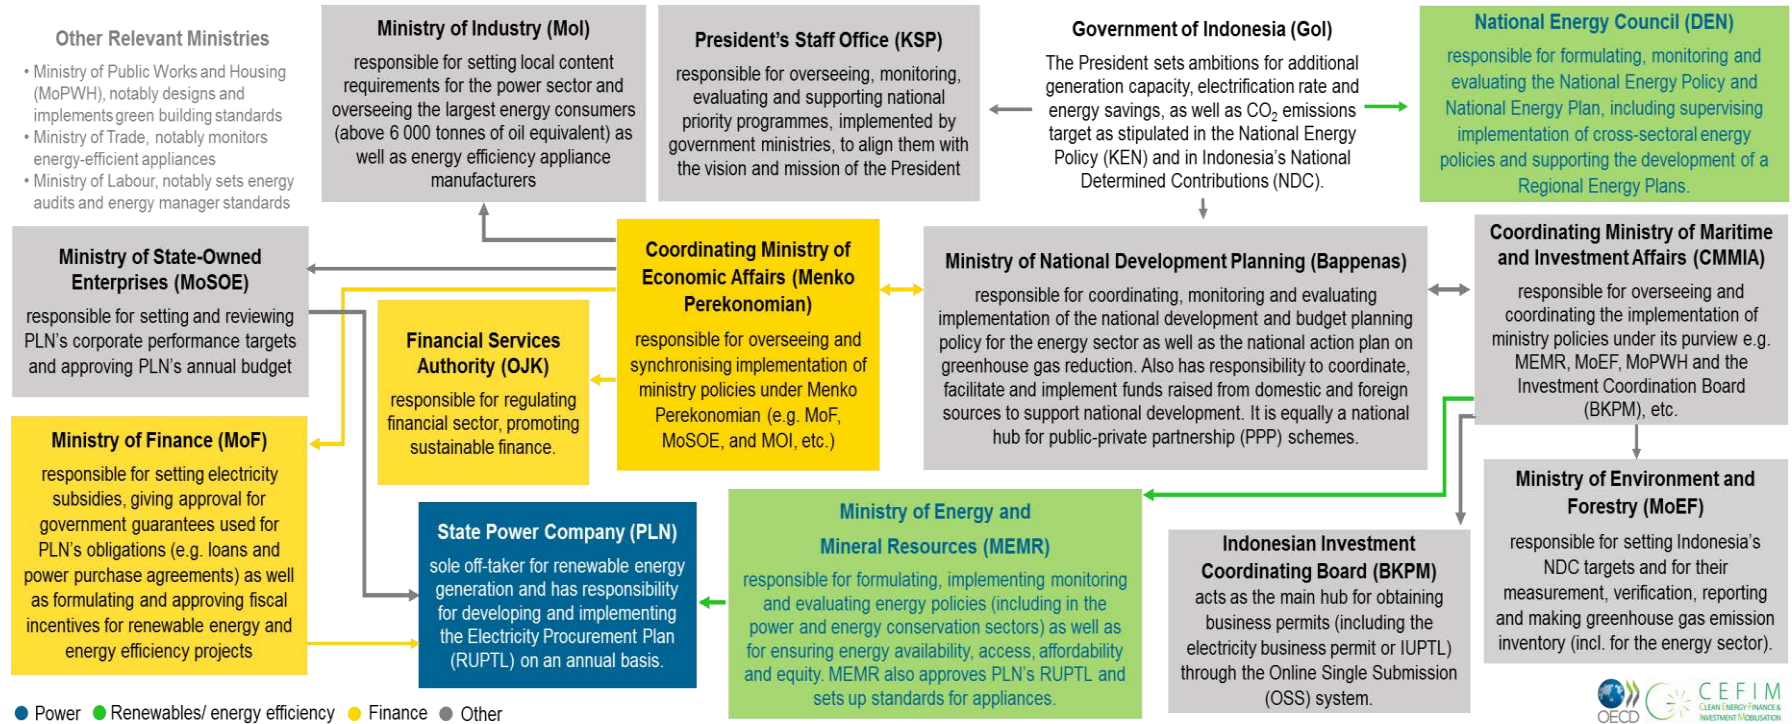 Other Relevant Ministries
• Ministry of Public Works and Housing
(MoPWH), notably designs and
implements green building standards
• Ministry of Trade, notably monitors
energy-efficient appliances
• Ministry of Labour, notably sets energy
audits and energy manager standards
Ministry of Industry (MoI)
responsible for setting local content
requirements for the power sector and
overseeing the largest energy consumers
(above 6 000 tonnes of oil equivalent) as
well as energy efficiency appliance
manufacturers
President's Staff Office (KSP)
responsible for overseeing, monitoring,
evaluating and supporting national
priority programmes, implemented by
government ministries, to align them with
the vision and mission of the President
Government of Indonesia (GoI)
The President sets ambitions for additional
generation capacity, electrification rate and
energy savings, as well as CO₂ emissions
target as stipulated in the National Energy
Policy (KEN) and in Indonesia's National
Determined Contributions (NDC).
National Energy Council (DEN)
responsible for formulating, monitoring and
evaluating the National Energy Policy and
National Energy Plan, including supervising
implementation of cross-sectoral energy
policies and supporting the development of a
Regional Energy Plans.
Ministry of State-Owned
Enterprises (MoSOE)
responsible for setting and reviewing
PLN's corporate performance targets
and approving PLN's annual budget
Financial Services
Authority (OJK)
responsible for regulating
financial sector, promoting
sustainable finance.
Coordinating Ministry of
Economic Affairs (Menko
Perekonomian)
responsible for overseeing and
synchronising implementation of
ministry policies under Menko
Perekonomian (e.g. MoF,
MoSOE, and MOI, etc.)
Ministry of National Development Planning (Bappenas)
responsible for coordinating, monitoring and evaluating
implementation of the national development and budget planning
policy for the energy sector as well as the national action plan on
greenhouse gas reduction. Also has responsibility to coordinate,
facilitate and implement funds raised from domestic and foreign
sources to support national development. It is equally a national
hub for public-private partnership (PPP) schemes.
Coordinating Ministry of Maritime
and Investment Affairs (CMMIA)
responsible for overseeing and
coordinating the implementation of
ministry policies under its purview e.g.
MEMR, MoEF, MoPWH and the
Investment Coordination Board
(BKPM), etc.
Ministry of Finance (MoF)
responsible for setting electricity
subsidies, giving approval for
government guarantees used for
PLN's obligations (e.g. loans and
power purchase agreements) as well
as formulating and approving fiscal
incentives for renewable energy and
energy efficiency projects
State Power Company (PLN)
sole off-taker for renewable energy
generation and has responsibility
for developing and implementing
the Electricity Procurement Plan
(RUPTL) on an annual basis.
Ministry of Energy and
Mineral Resources (MEMR)
responsible for formulating, implementing monitoring
and evaluating energy policies (including in the
power and energy conservation sectors) as well as
for ensuring energy availability, access, affordability
and equity. MEMR also approves PLN's RUPTL and
sets up standards for appliances.
Indonesian Investment
Coordinating Board (BKPM)
acts as the main hub for obtaining
business permits (including the
electricity business permit or IUPTL)
through the Online Single Submission
(OSS) system.
Ministry of Environment and
Forestry (MoEF)
responsible for setting Indonesia's
NDC targets and for their
measurement, verification, reporting
and making greenhouse gas emission
inventory (incl. for the energy sector).
Power
Renewables/ energy efficiency
Finance
Other
OECD
CEFIM
CLEAN ENERGY FINANCE &
INVESTMENT MOBILISATION